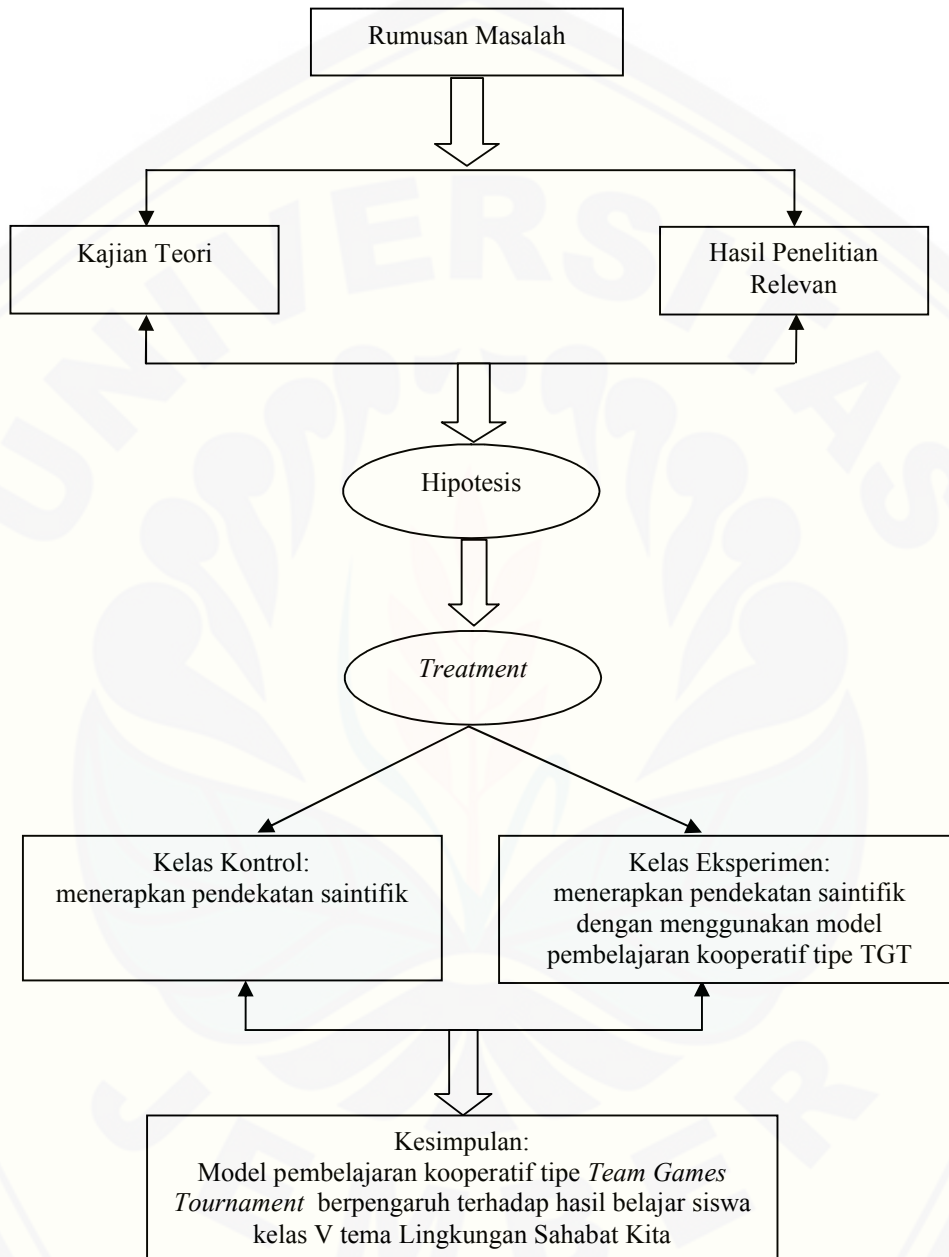 Rumusan Masalah
Kajian Teori
Hasil Penelitian
Relevan
Hipotesis
Treatment
Kelas Kontrol:
menerapkan pendekatan saintifik
Kelas Eksperimen:
menerapkan pendekatan saintifik
dengan menggunakan model
pembelajaran kooperatif tipe TGT
Kesimpulan:
Model pembelajaran kooperatif tipe Team Games
Tournament berpengaruh terhadap hasil belajar siswa
kelas V tema Lingkungan Sahabat Kita
UNIVERSITAS
JEMBER